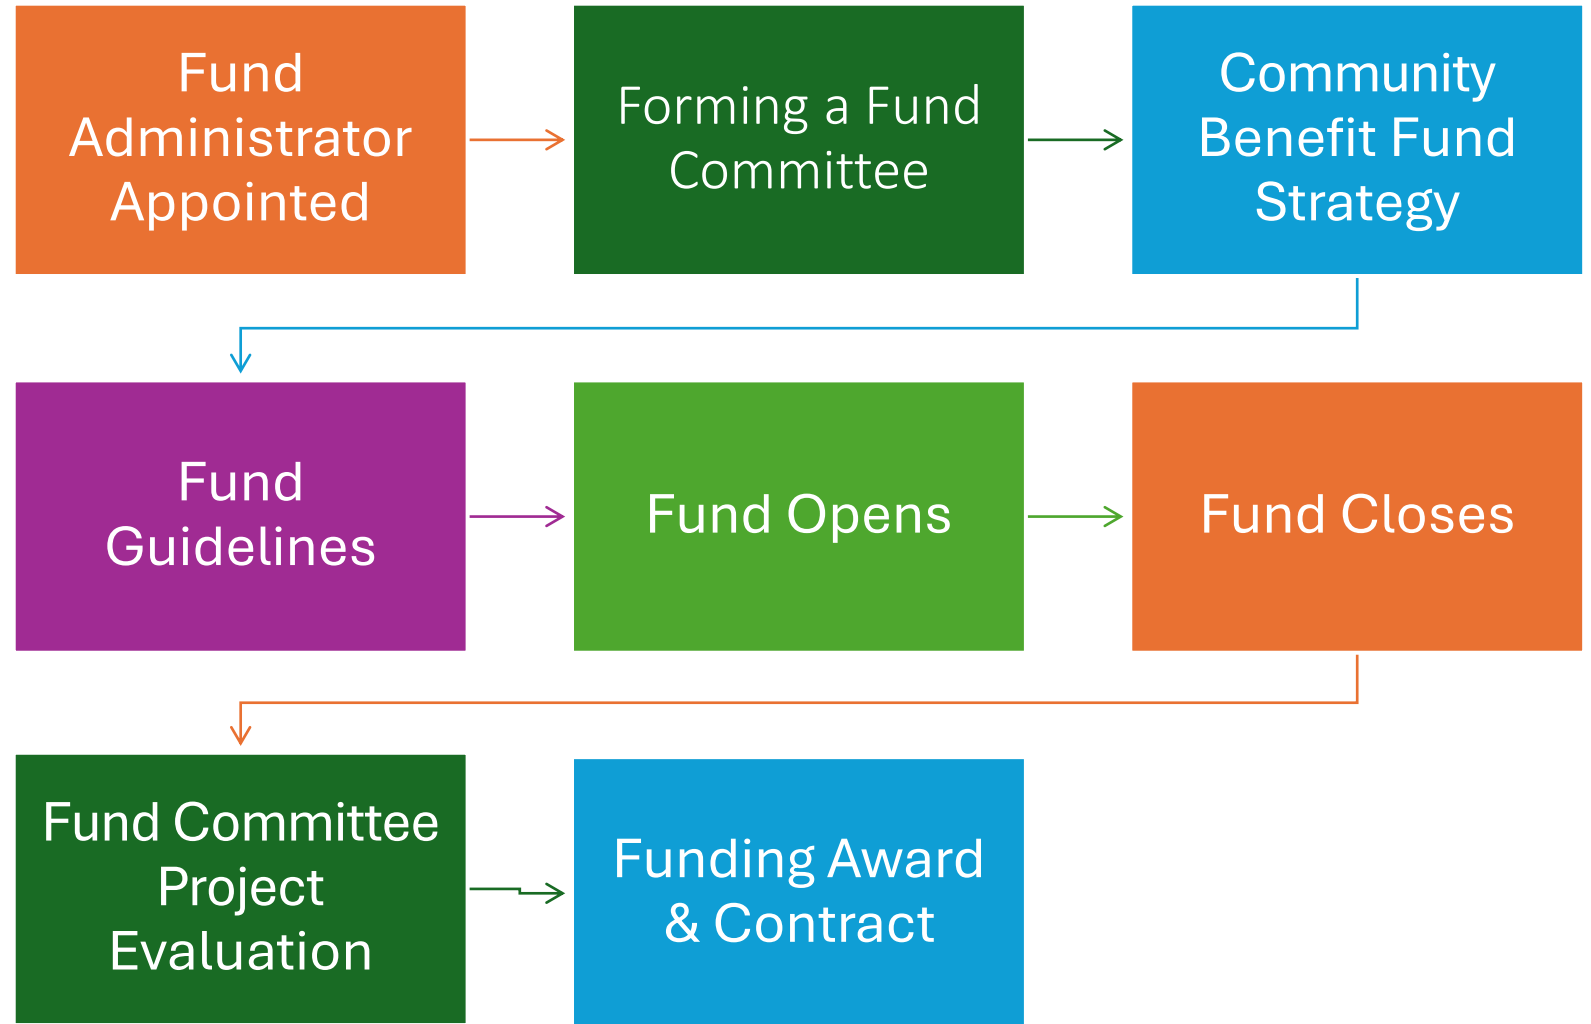 Fund
Administrator
Appointed
Forming a Fund
Committee
Community
Benefit Fund
Strategy
Fund
Guidelines
Fund Opens
Fund Closes
Fund Committee
Project
Evaluation
Funding Award
& Contract